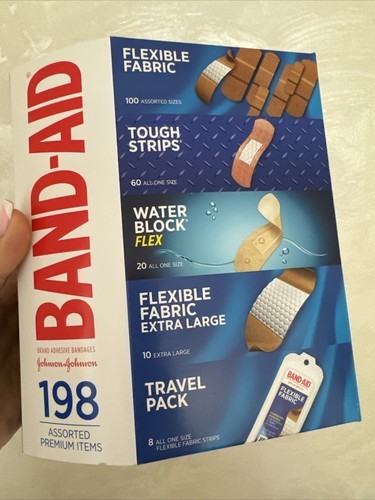 BAND-AID®
BRAND ADHESIVE BANDAGES
Johnson & Johnson
198
ASSORTED
PREMIUM ITEMS
FLEXIBLE
FABRIC
100 ASSORTED SIZES
TOUGH
STRIPS
60 ALL ONE SIZE
WATER
BLOCK
FLEX
20 ALL ONE SIZE
FLEXIBLE
FABRIC
EXTRA LARGE
10 EXTRA LARGE
TRAVEL
PACK
8 ALL ONE SIZE
FLEXIBLE FABRIC STRIPS
BAND-AID
FLEXIBLE
FABRIC